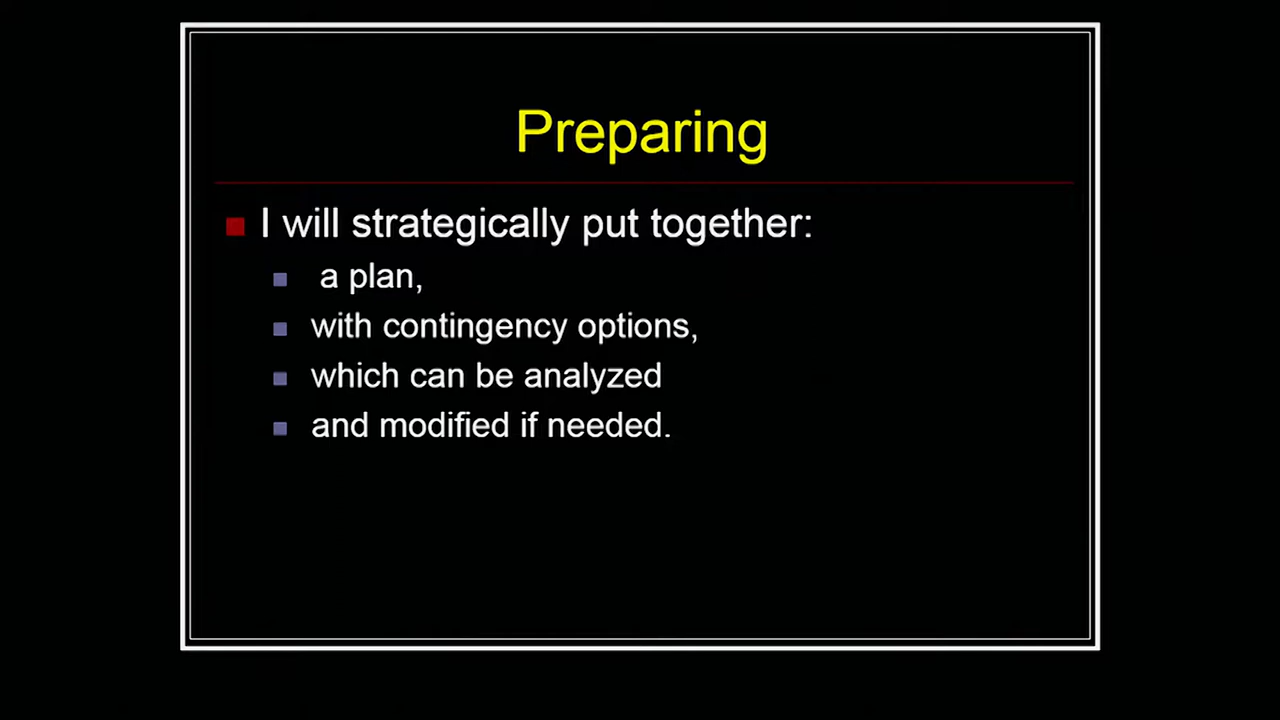 Preparing
I will strategically put together:
a plan,
with contingency options,
which can be analyzed
and modified if needed.